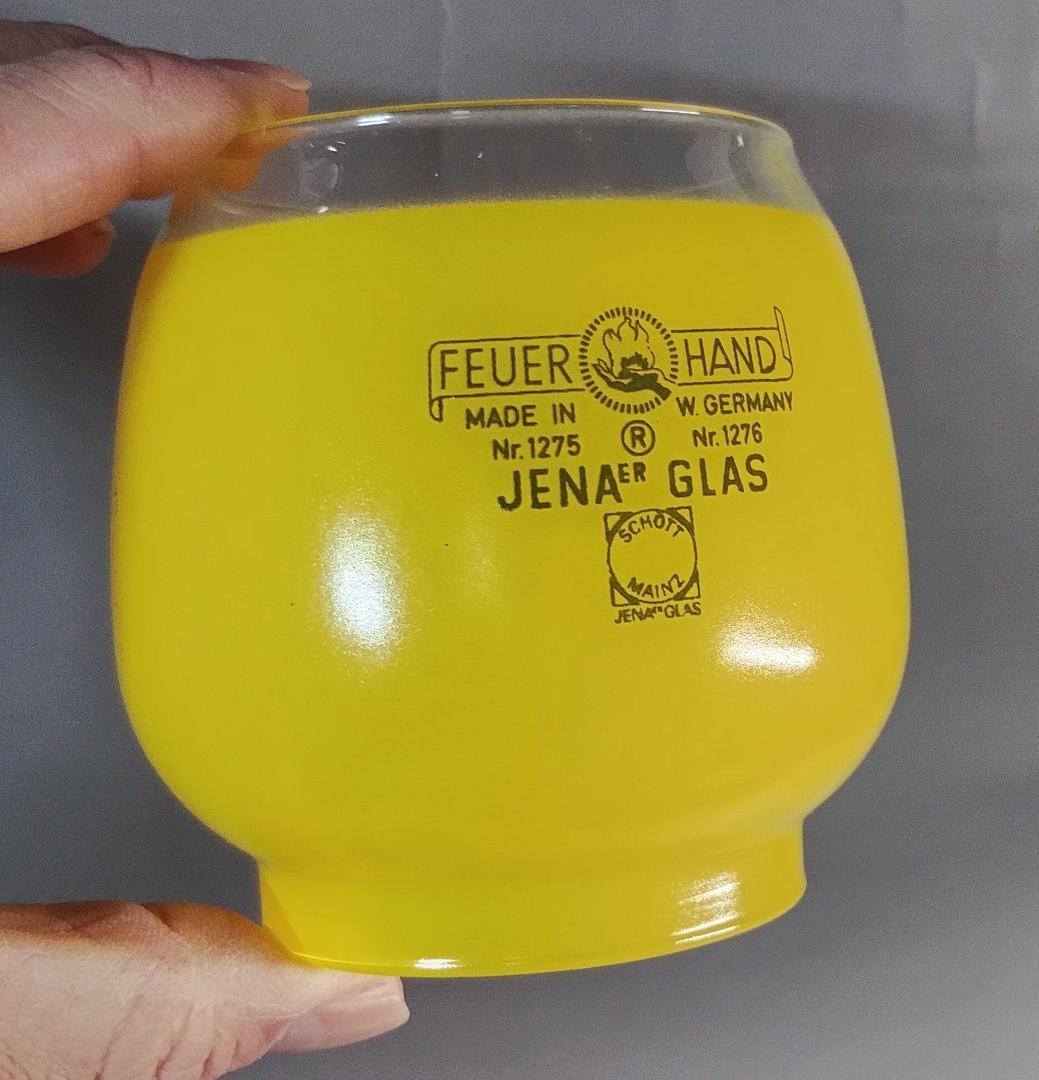 FEUER HAND
MADE IN W. GERMANY
Nr. 1275 ® Nr. 1276
JENAER GLAS
SCHOTT
MAINZ
JENAer GLAS